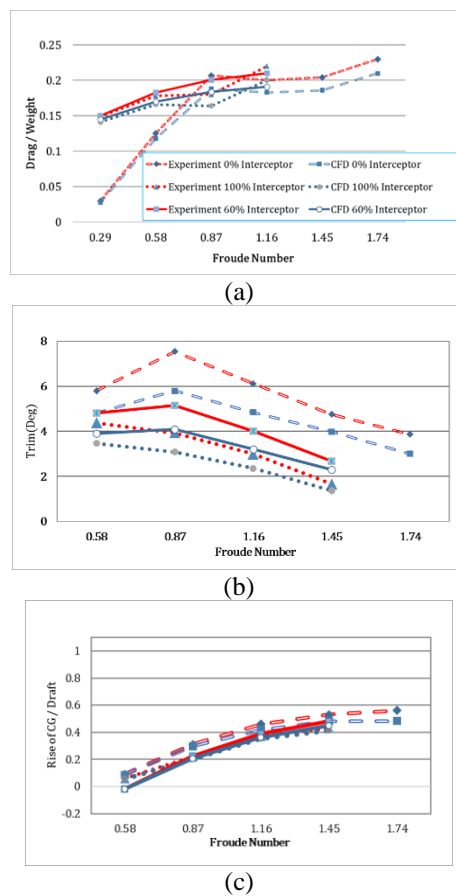 0.25
0.2
0.15
0.1
0.05
0
Drag / Weight
Experiment 0% Interceptor
CFD 0% Interceptor
Experiment 100% Interceptor
CFD 100% Interceptor
Experiment 60% Interceptor
CFD 60% Interceptor
0.29 0.58 0.87 1.16 1.45 1.74
Froude Number
(a)
8
6
4
2
0
Trim(Deg)
0.58 0.87 1.16 1.45 1.74
Froude Number
(b)
1
0.8
0.6
0.4
0.2
0
-0.2
Rise of CG / Draft
0.58 0.87 1.16 1.45 1.74
Froude Number
(c)